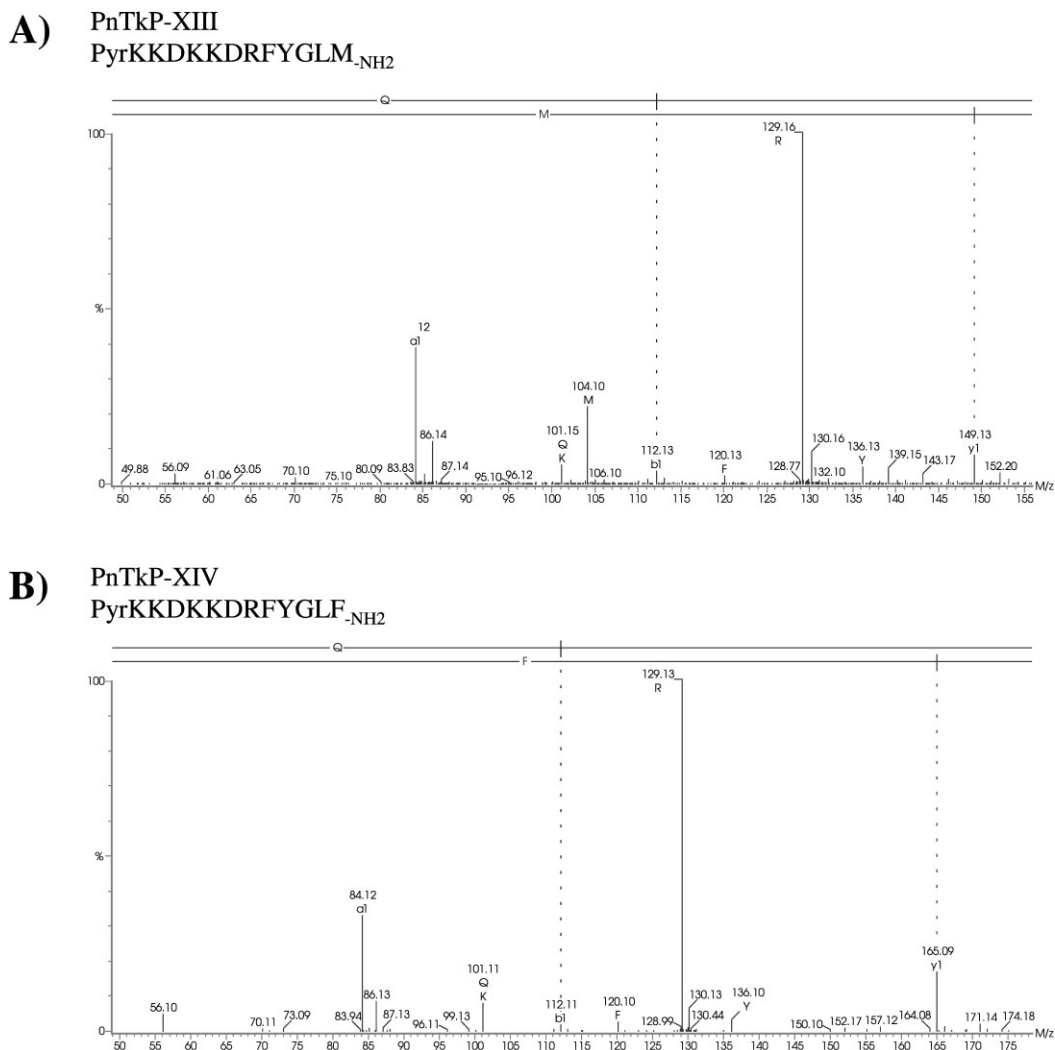 A)
PnTkP-XIII
PyrKKDKKDRFYGLM-NH2
Q
M
100
129.16
R
%
12
a1
104.10
M
86.14
101.15
Q
K
130.16
136.13
Y
149.13
y1
112.13
b1
120.13
F
139.15
143.17
49.88
56.09
61.06
63.05
70.10
75.10
80.09
83.83
87.14
95.10
96.12
106.10
128.77
132.10
152.20
0
50 55 60 65 70 75 80 85 90 95 100 105 110 115 120 125 130 135 140 145 150 155
M/z
B)
PnTkP-XIV
PyrKKDKKDRFYGLF-NH2
Q
F
100
129.13
R
%
84.12
a1
165.09
y1
101.11
Q
K
86.13
130.13
136.10
Y
112.11
b1
120.10
F
56.10
70.11
73.09
83.94
87.13
96.11
99.13
128.99
130.44
150.10
152.17
157.12
164.08
171.14
174.18
0
50 55 60 65 70 75 80 85 90 95 100 105 110 115 120 125 130 135 140 145 150 155 160 165 170 175
M/z